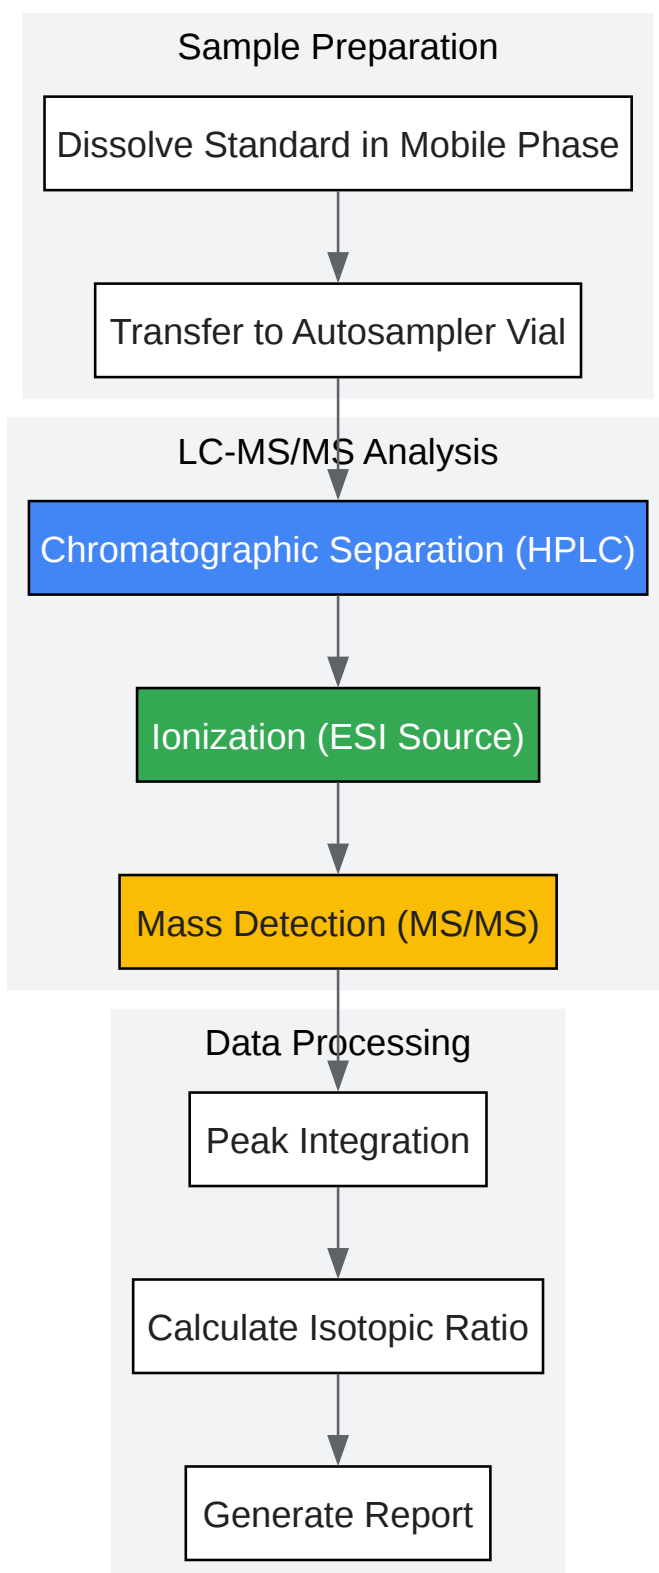 Sample Preparation
Dissolve Standard in Mobile Phase
Transfer to Autosampler Vial
LC-MS/MS Analysis
Chromatographic Separation (HPLC)
Ionization (ESI Source)
Mass Detection (MS/MS)
Data Processing
Peak Integration
Calculate Isotopic Ratio
Generate Report